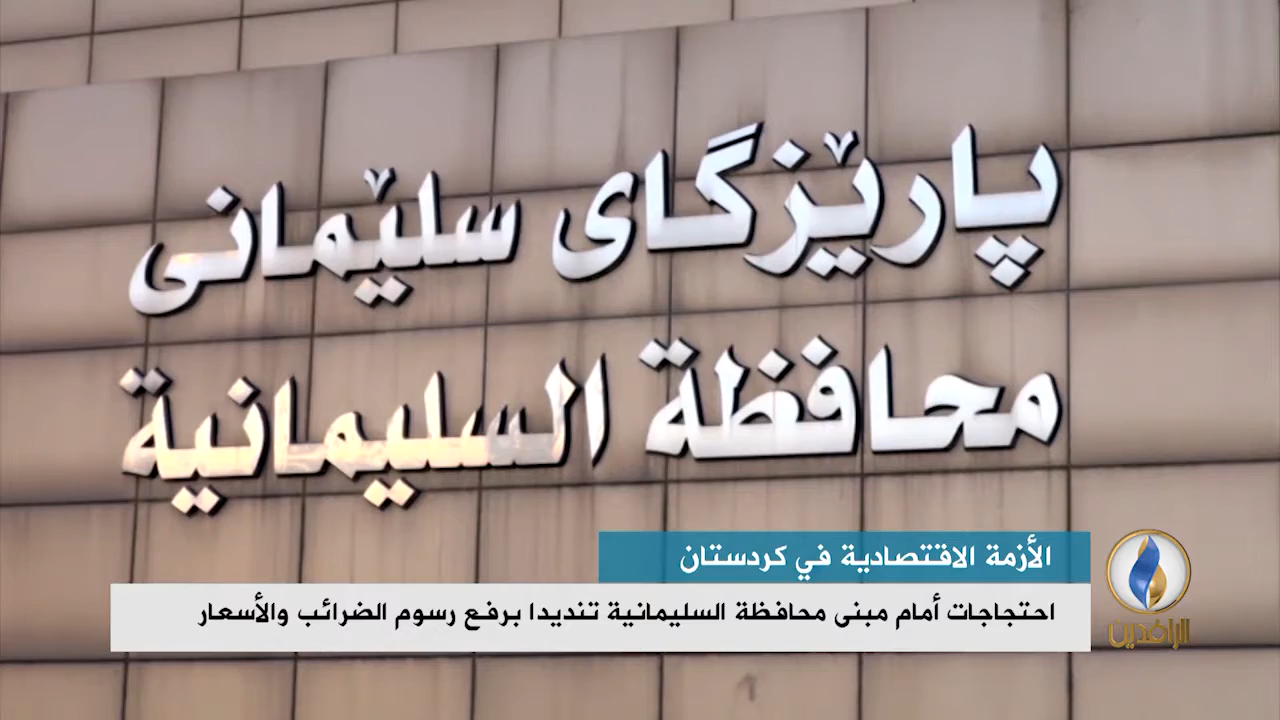 پارێزگای سلێمانی
محافظة السليمانية
الأزمة الاقتصادية في كردستان
احتجاجات أمام مبنى محافظة السليمانية تنديدا برفع رسوم الضرائب والأسعار
الرافدين